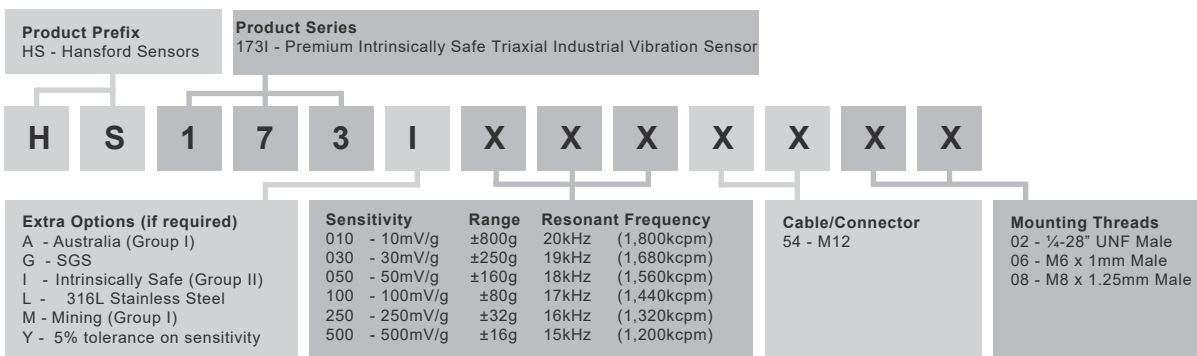 Product Prefix
HS - Hansford Sensors
Product Series
173I - Premium Intrinsically Safe Triaxial Industrial Vibration Sensor
H S 1 7 3 I X X X X X X X
Extra Options (if required)
A - Australia (Group I)
G - SGS
I - Intrinsically Safe (Group II)
L - 316L Stainless Steel
M - Mining (Group I)
Y - 5% tolerance on sensitivity
Sensitivity Range Resonant Frequency
010 - 10mV/g ±800g 20kHz (1,800kcpm)
030 - 30mV/g ±250g 19kHz (1,680kcpm)
050 - 50mV/g ±160g 18kHz (1,560kcpm)
100 - 100mV/g ±80g 17kHz (1,440kcpm)
250 - 250mV/g ±32g 16kHz (1,320kcpm)
500 - 500mV/g ±16g 15kHz (1,200kcpm)
Cable/Connector
54 - M12
Mounting Threads
02 - ¼-28" UNF Male
06 - M6 x 1mm Male
08 - M8 x 1.25mm Male